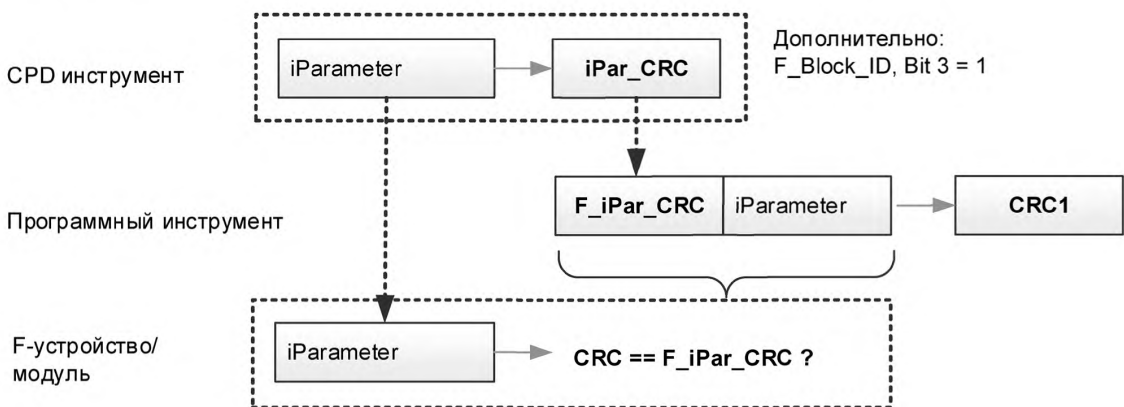 CPD инструмент
iParameter
iPar_CRC
Дополнительно:
F_Block_ID, Bit 3 = 1
Программный инструмент
F_iPar_CRC
iParameter
CRC1
F-устройство/
модуль
iParameter
CRC == F_iPar_CRC ?